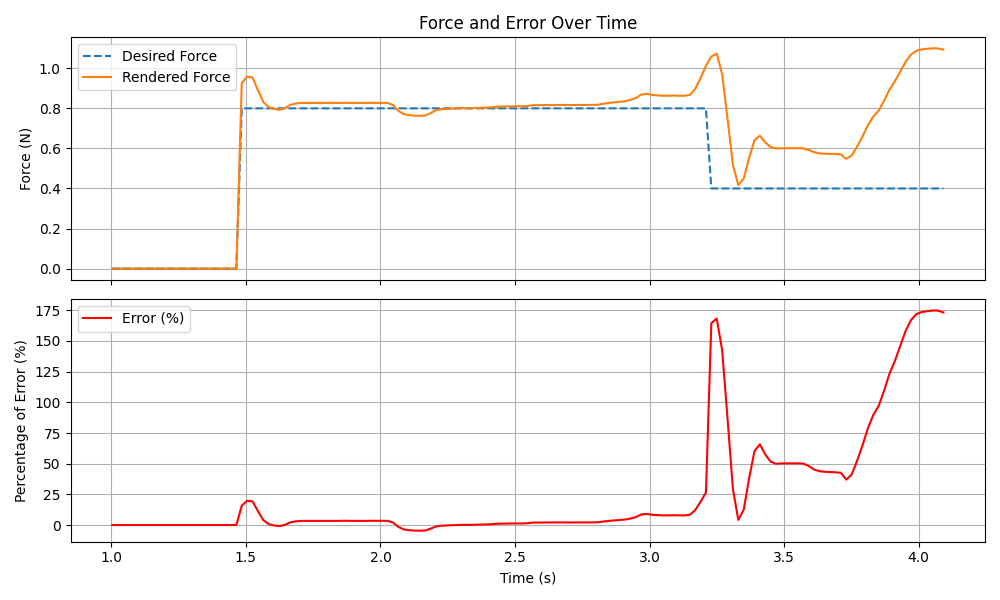 Force and Error Over Time
Desired Force
Rendered Force
Force (N)
1.0
0.8
0.6
0.4
0.2
0.0
Error (%)
Percentage of Error (%)
175
150
125
100
75
50
25
0
1.0 1.5 2.0 2.5 3.0 3.5 4.0
Time (s)